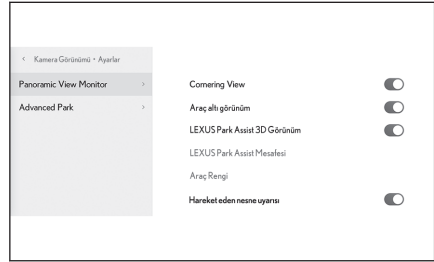 < Kamera Görünümü • Ayarlar
Panoramic View Monitor >
Advanced Park >
Cornering View
Araç altı görünüm
LEXUS Park Assist 3D Görünüm
LEXUS Park Assist Mesafesi
Araç Rengi
Hareket eden nesne uyarısı